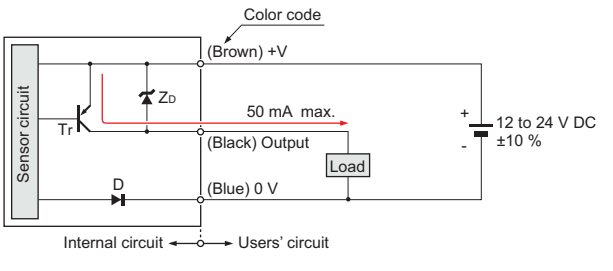 Color code
(Brown) +V
Sensor circuit
Tr
ZD
50 mA max.
(Black) Output
+
12 to 24 V DC
±10 %
-
Load
D
(Blue) 0 V
Internal circuit
Users' circuit